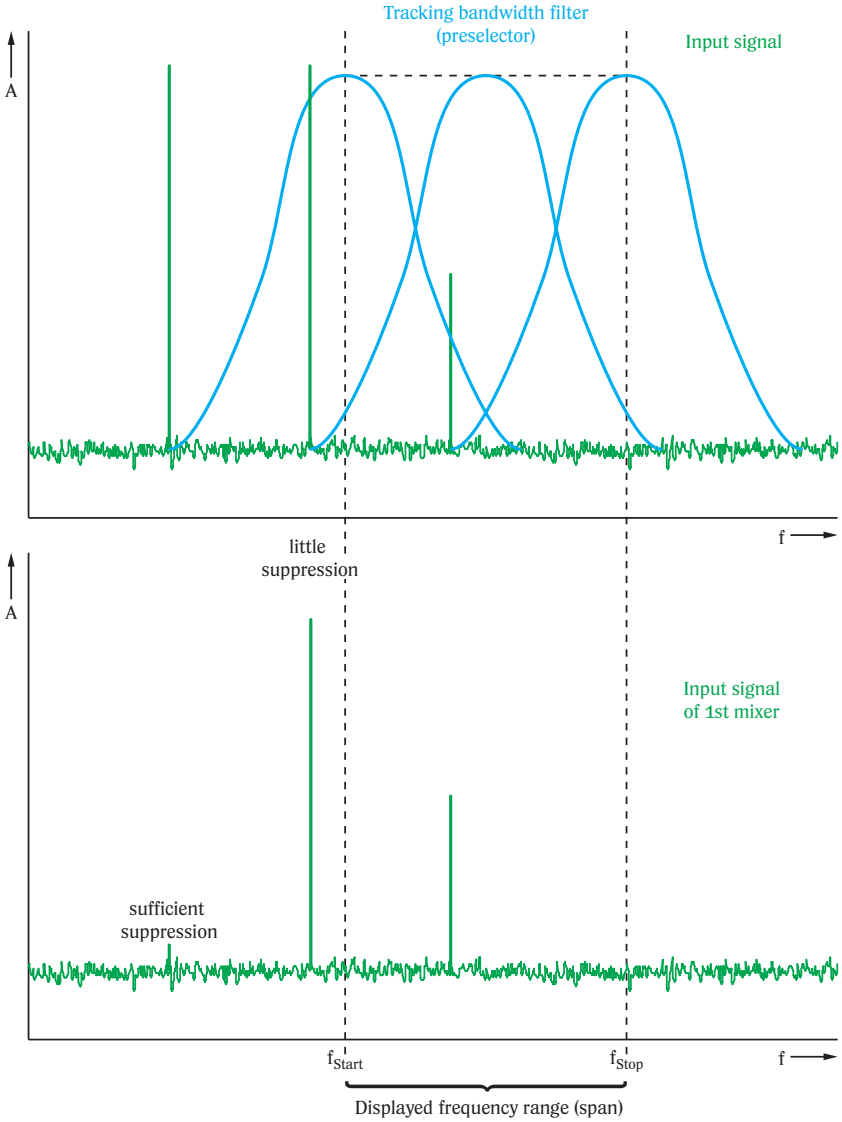 Tracking bandwidth filter
(preselector)
Input signal
A
f
little
suppression
A
Input signal
of 1st mixer
sufficient
suppression
fStart
fStop
f
Displayed frequency range (span)